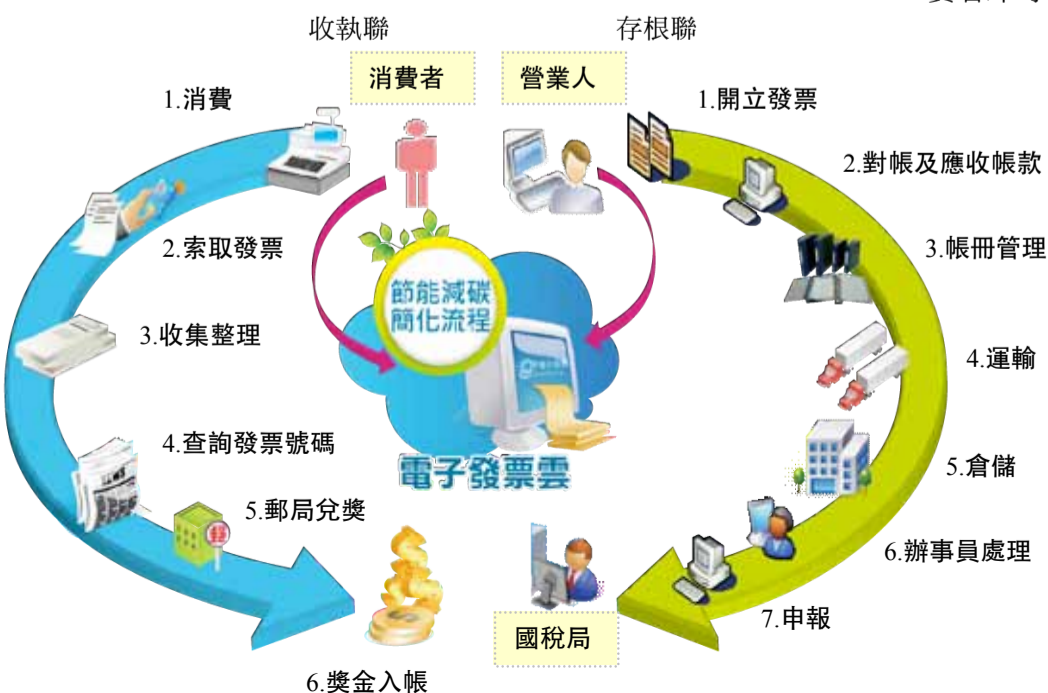 收執聯
存根聯
消費者
營業人
1.消費
1.開立發票
2.對帳及應收帳款
2.索取發票
3.帳冊管理
節能減碳
簡化流程
3.收集整理
4.運輸
4.查詢發票號碼
電子發票雲
5.倉儲
5.郵局兌獎
郵
6.辦事員處理
7.申報
國稅局
6.獎金入帳